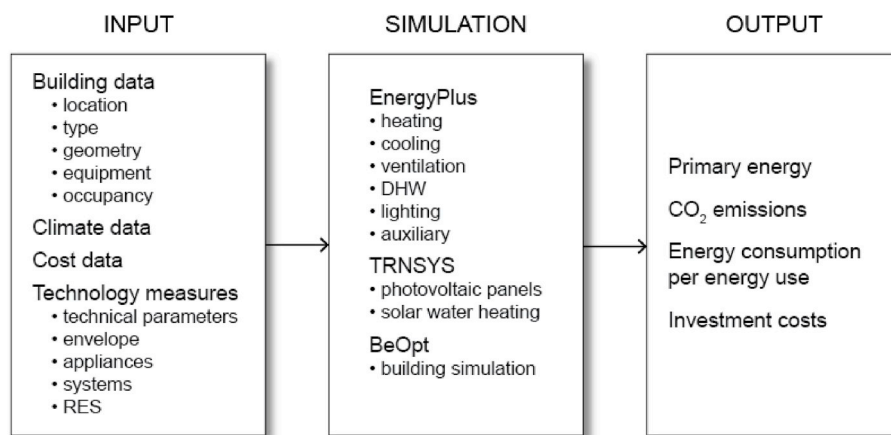 INPUT
Building data
• location
• type
• geometry
• equipment
• occupancy
Climate data
Cost data
Technology measures
• technical parameters
• envelope
• appliances
• systems
• RES
SIMULATION
EnergyPlus
• heating
• cooling
• ventilation
• DHW
• lighting
• auxiliary
TRNSYS
• photovoltaic panels
• solar water heating
BeOpt
• building simulation
OUTPUT
Primary energy
CO₂ emissions
Energy consumption
per energy use
Investment costs